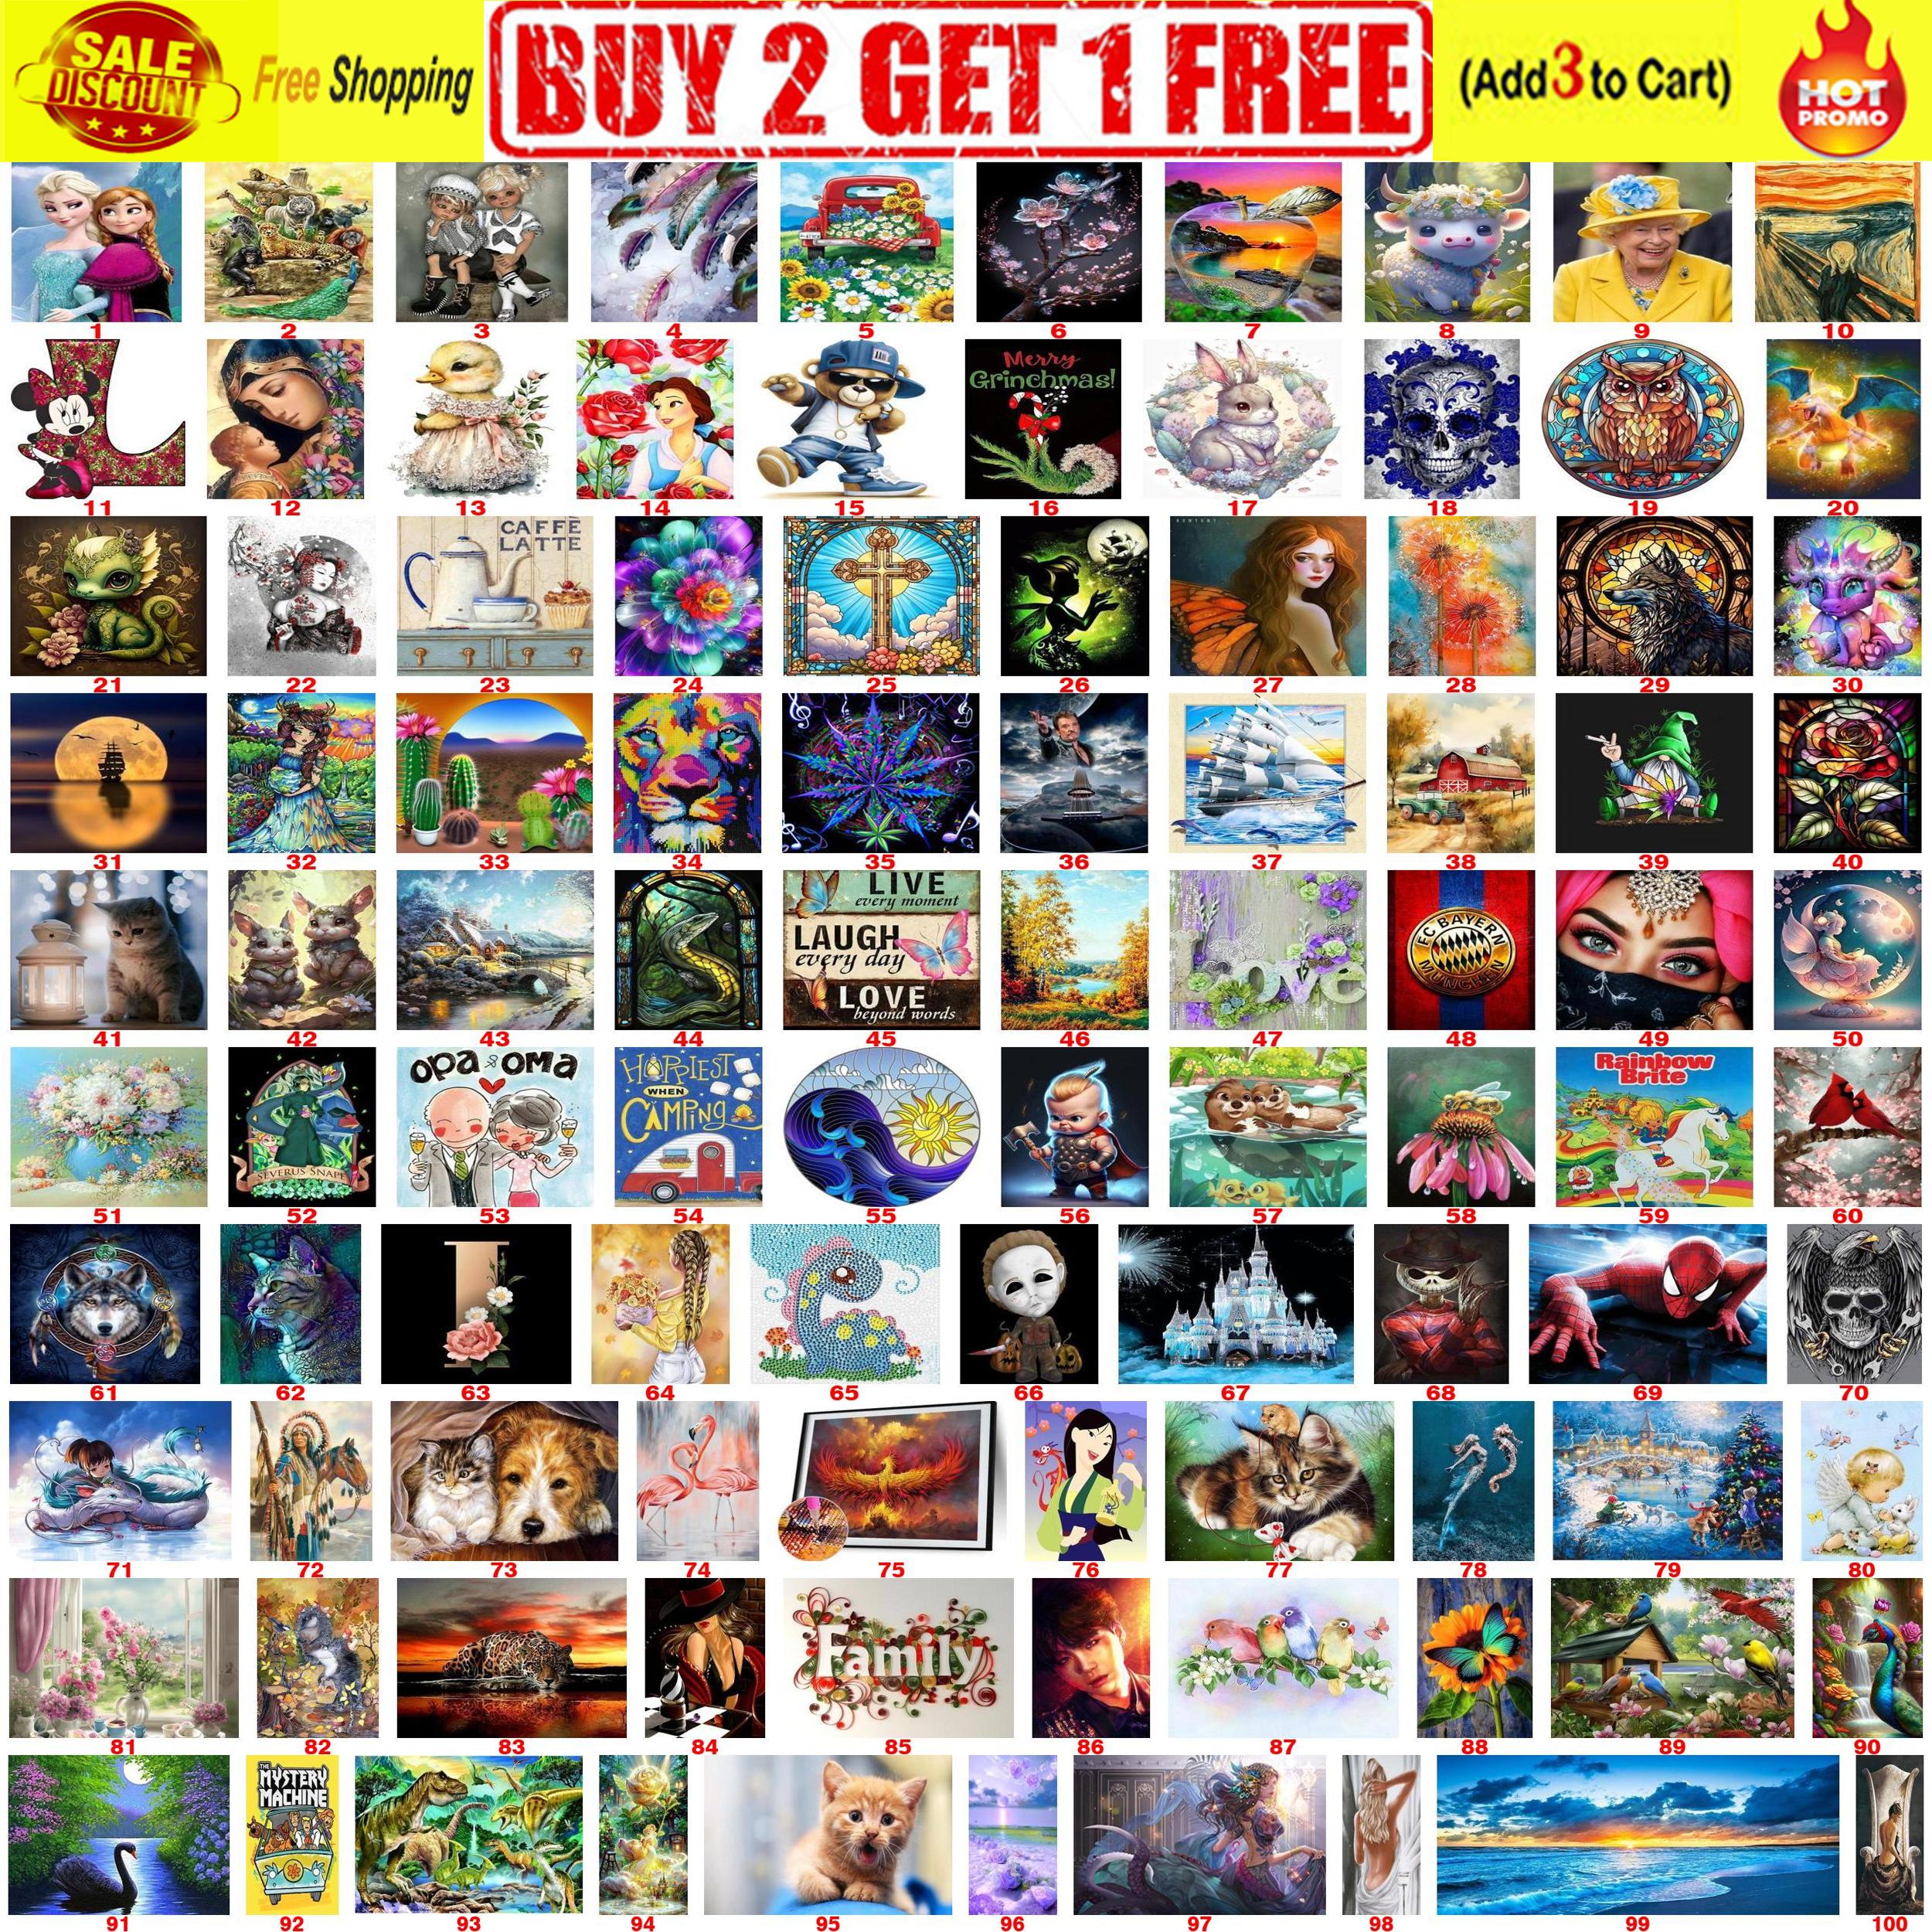 SALE
DISCOUNT
Free Shopping
BUY 2 GET 1 FREE
(Add 3 to Cart)
HOT
PROMO
1 2 3 4 5 6 7 8 9 10
Merry
Grinchmas!
11 12 13 14 15 16 17 18 19 20
CAFFÈ
LATTE
21 22 23 24 25 26 27 28 29 30
31 32 33 34 35 36 37 38 39 40
LIVE
every moment
LAUGH
every day
LOVE
beyond words
Love
FC BAYERN
MÜNCHEN
41 42 43 44 45 46 47 48 49 50
SEVERUS SNAPE
OPA & OMA
HAPPIEST
WHEN
CAMPING
Rainbow
Brite
51 52 53 54 55 56 57 58 59 60
I
61 62 63 64 65 66 67 68 69 70
71 72 73 74 75 76 77 78 79 80
Family
81 82 83 84 85 86 87 88 89 90
THE
MYSTERY
MACHINE
91 92 93 94 95 96 97 98 99 100